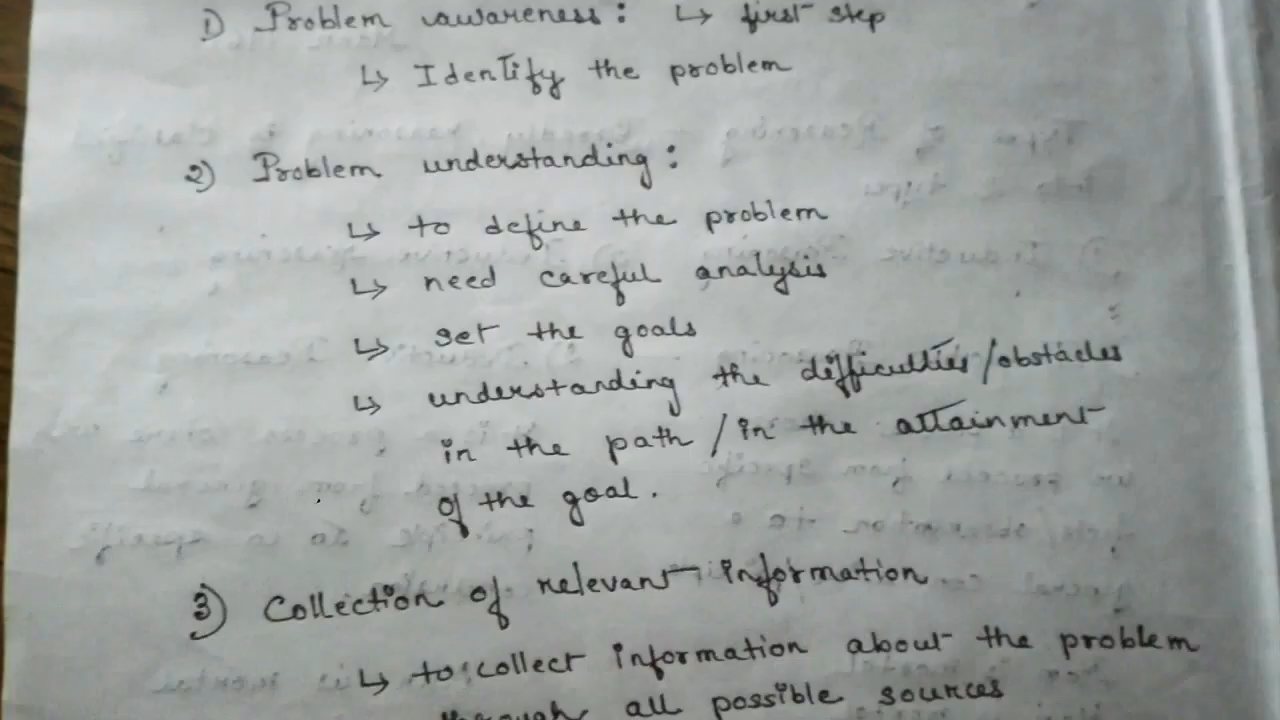 1) Problem awareness: ↳ first step
↳ Identify the problem
2) Problem understanding:
↳ to define the problem
↳ need careful analysis
↳ set the goals
↳ understanding the difficulties/obstacles
in the path / in the attainment
of the goal.
3) Collection of relevant information
↳ to collect information about the problem
through all possible sources